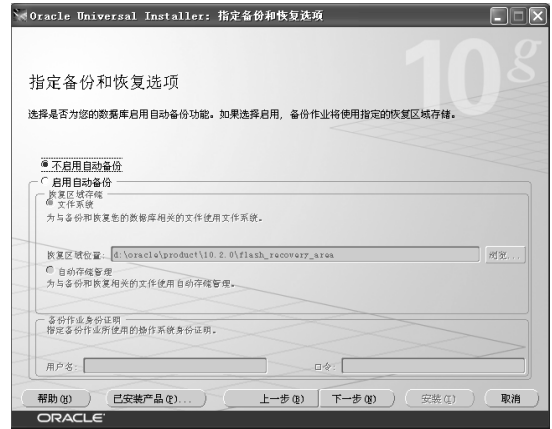 Oracle Universal Installer: 指定备份和恢复选项
10g
指定备份和恢复选项
选择是否为您的数据库启用自动备份功能。如果选择启用，备份作业将使用指定的恢复区域存储。
不启用自动备份
启用自动备份
恢复区域存储
文件系统
为与备份和恢复您的数据库相关的文件使用文件系统。
恢复区域位置: d:\oracle\product\10.2.0\flash_recovery_area 浏览...
自动存储管理
为与备份和恢复相关的文件使用自动存储管理。
备份作业身份证明
指定备份作业所使用的操作系统身份证明。
用户名: 口令:
帮助(H) 已安装产品(P)... 上一步(B) 下一步(N) 安装(I) 取消
ORACLE